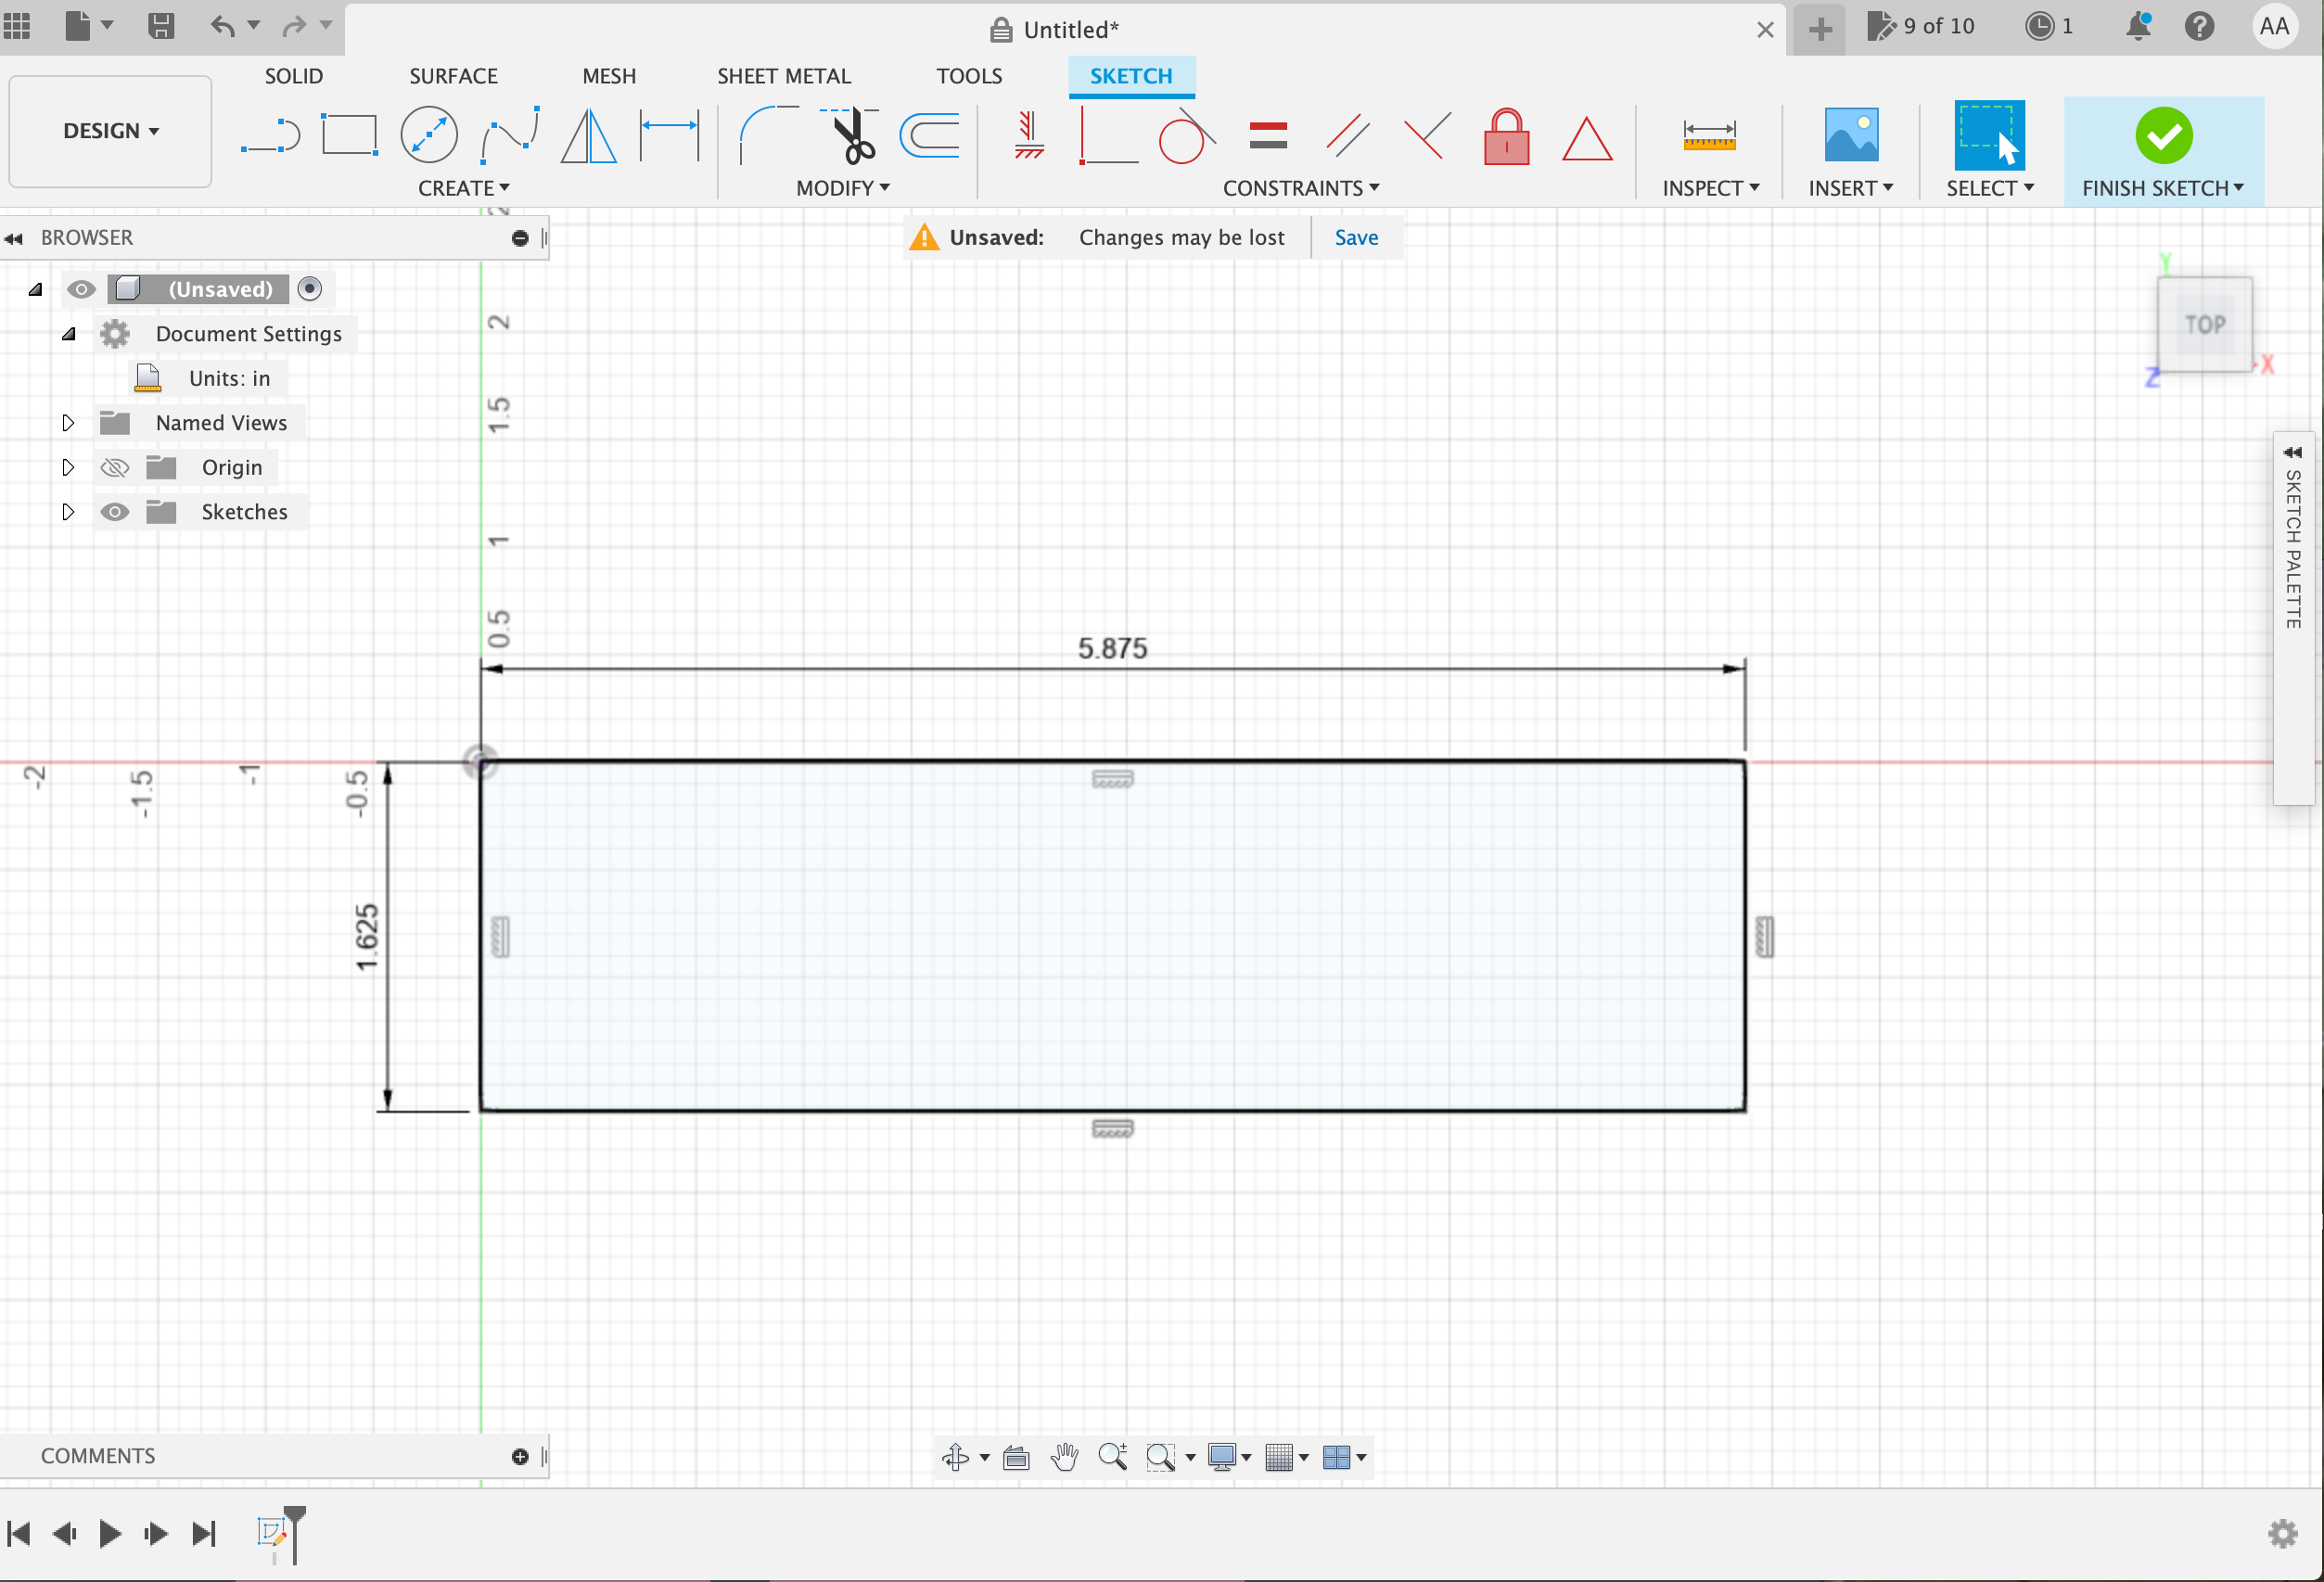 Untitled*
9 of 10
1
AA
DESIGN
SOLID
SURFACE
MESH
SHEET METAL
TOOLS
SKETCH
CREATE
MODIFY
CONSTRAINTS
INSPECT
INSERT
SELECT
FINISH SKETCH
BROWSER
Unsaved: Changes may be lost
Save
(Unsaved)
Document Settings
Units: in
Named Views
Origin
Sketches
Y
TOP
X
Z
SKETCH PALETTE
2
1.5
1
0.5
5.875
-2
-1.5
-1
-0.5
1.625
COMMENTS